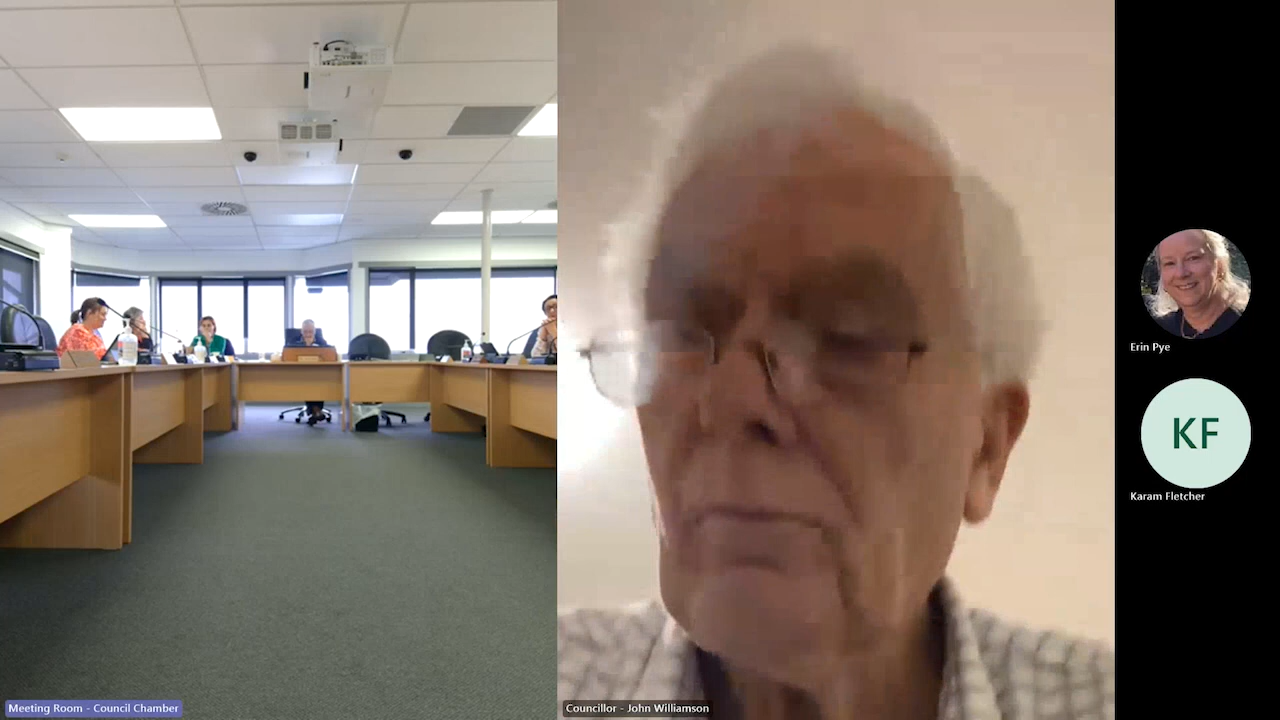 Meeting Room - Council Chamber
Councillor - John Williamson
Erin Pye
KF
Karam Fletcher